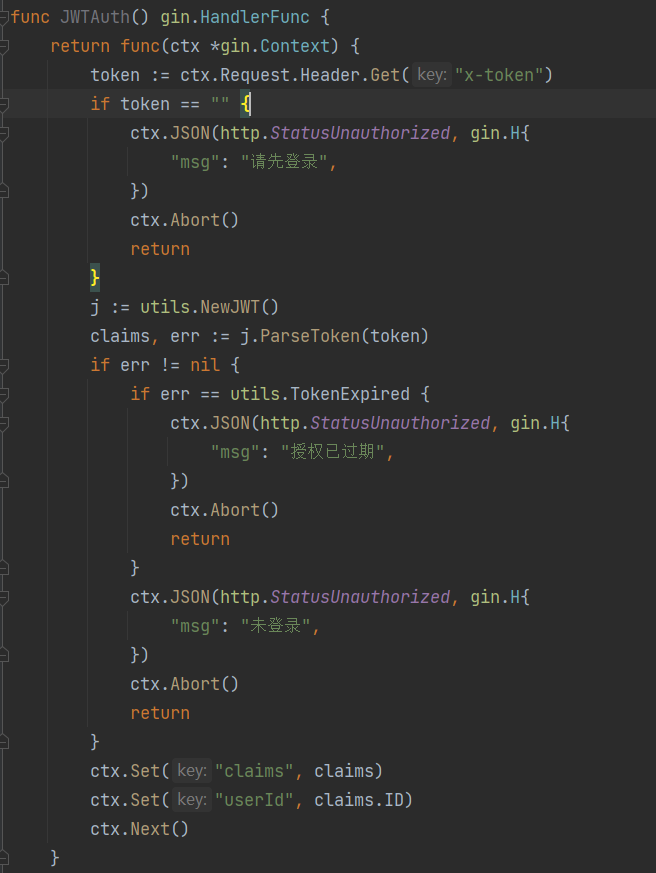 func JWTAuth() gin.HandlerFunc {
    return func(ctx *gin.Context) {
        token := ctx.Request.Header.Get( key: "x-token")
        if token == "" {
            ctx.JSON(http.StatusUnauthorized, gin.H{
                "msg": "请先登录",
            })
            ctx.Abort()
            return
        }
        j := utils.NewJWT()
        claims, err := j.ParseToken(token)
        if err != nil {
            if err == utils.TokenExpired {
                ctx.JSON(http.StatusUnauthorized, gin.H{
                    "msg": "授权已过期",
                })
                ctx.Abort()
                return
            }
            ctx.JSON(http.StatusUnauthorized, gin.H{
                "msg": "未登录",
            })
            ctx.Abort()
            return
        }
        ctx.Set( key: "claims", claims)
        ctx.Set( key: "userId", claims.ID)
        ctx.Next()
    }